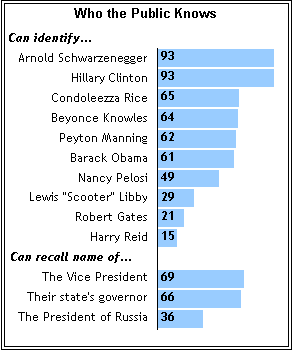 Who the Public Knows
Can identify...
Arnold Schwarzenegger 93
Hillary Clinton 93
Condoleezza Rice 65
Beyonce Knowles 64
Peyton Manning 62
Barack Obama 61
Nancy Pelosi 49
Lewis "Scooter" Libby 29
Robert Gates 21
Harry Reid 15
Can recall name of...
The Vice President 69
Their state's governor 66
The President of Russia 36